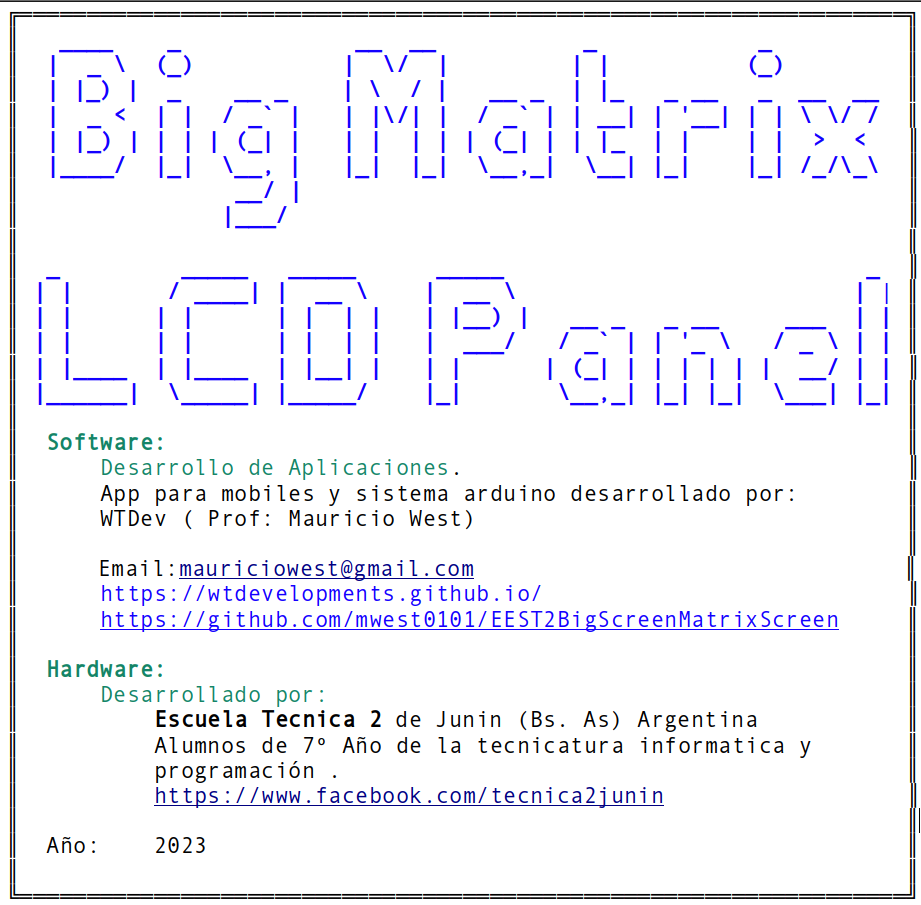 Big Matrix
LCD Panel
Software:
Desarrollo de Aplicaciones.
App para mobiles y sistema arduino desarrollado por:
WTDev ( Prof: Mauricio West)
Email:mauriciowest@gmail.com
https://wtdevelopments.github.io/
https://github.com/mwest0101/EEST2BigScreenMatrixScreen
Hardware:
Desarrollado por:
Escuela Tecnica 2 de Junin (Bs. As) Argentina
Alumnos de 7º Año de la tecnicatura informatica y
programación .
https://www.facebook.com/tecnica2junin
Año: 2023